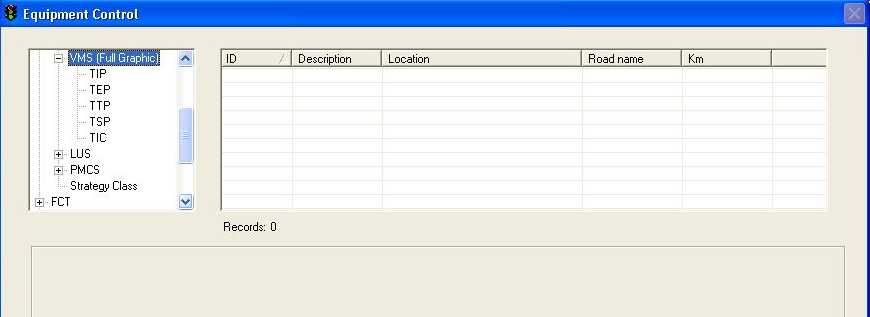 Equipment Control
VMS (Full Graphic)
TIP
TEP
TTP
TSP
TIC
LUS
PMCS
Strategy Class
FCT
ID Description Location Road name Km
Records: 0